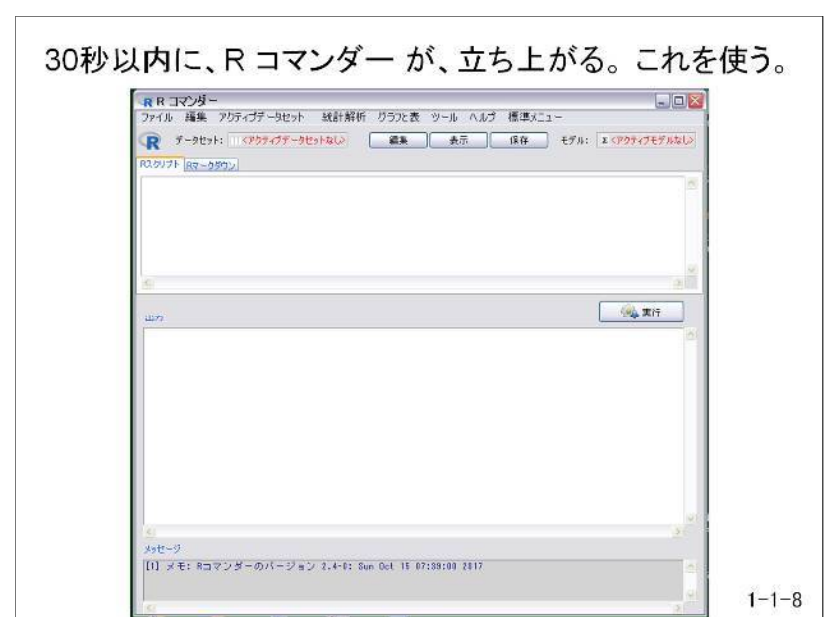 30秒以内に、R コマンダー が、立ち上がる。これを使う。
R R コマンダー
ファイル 編集 アクティブデータセット 統計解析 グラフと表 ツール ヘルプ 標準メニュー
R データセット: <アクティブデータセットなし> 編集 表示 保存 モデル: Σ <アクティブモデルなし>
Rスクリプト Rマークダウン
出力 実行
メッセージ
[1] メモ: Rコマンダーのバージョン 2.4-0: Sun Oct 15 07:39:00 2017
1-1-8